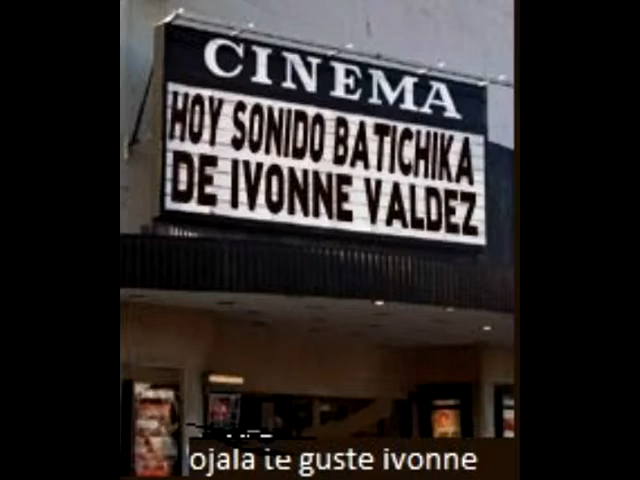 CINEMA
HOY SONIDO BATICHIKA
DE IVONNE VALDEZ
ojala te guste ivonne